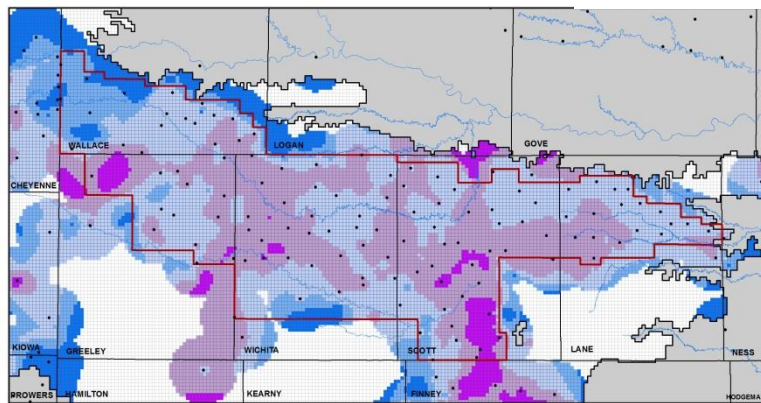 WALLACE
LOGAN
GOVE
CHEYENNE
KIOWA
GREELEY
WICHITA
SCOTT
LANE
NESS
PROWERS
HAMILTON
KEARNY
FINNEY
HODGEMA